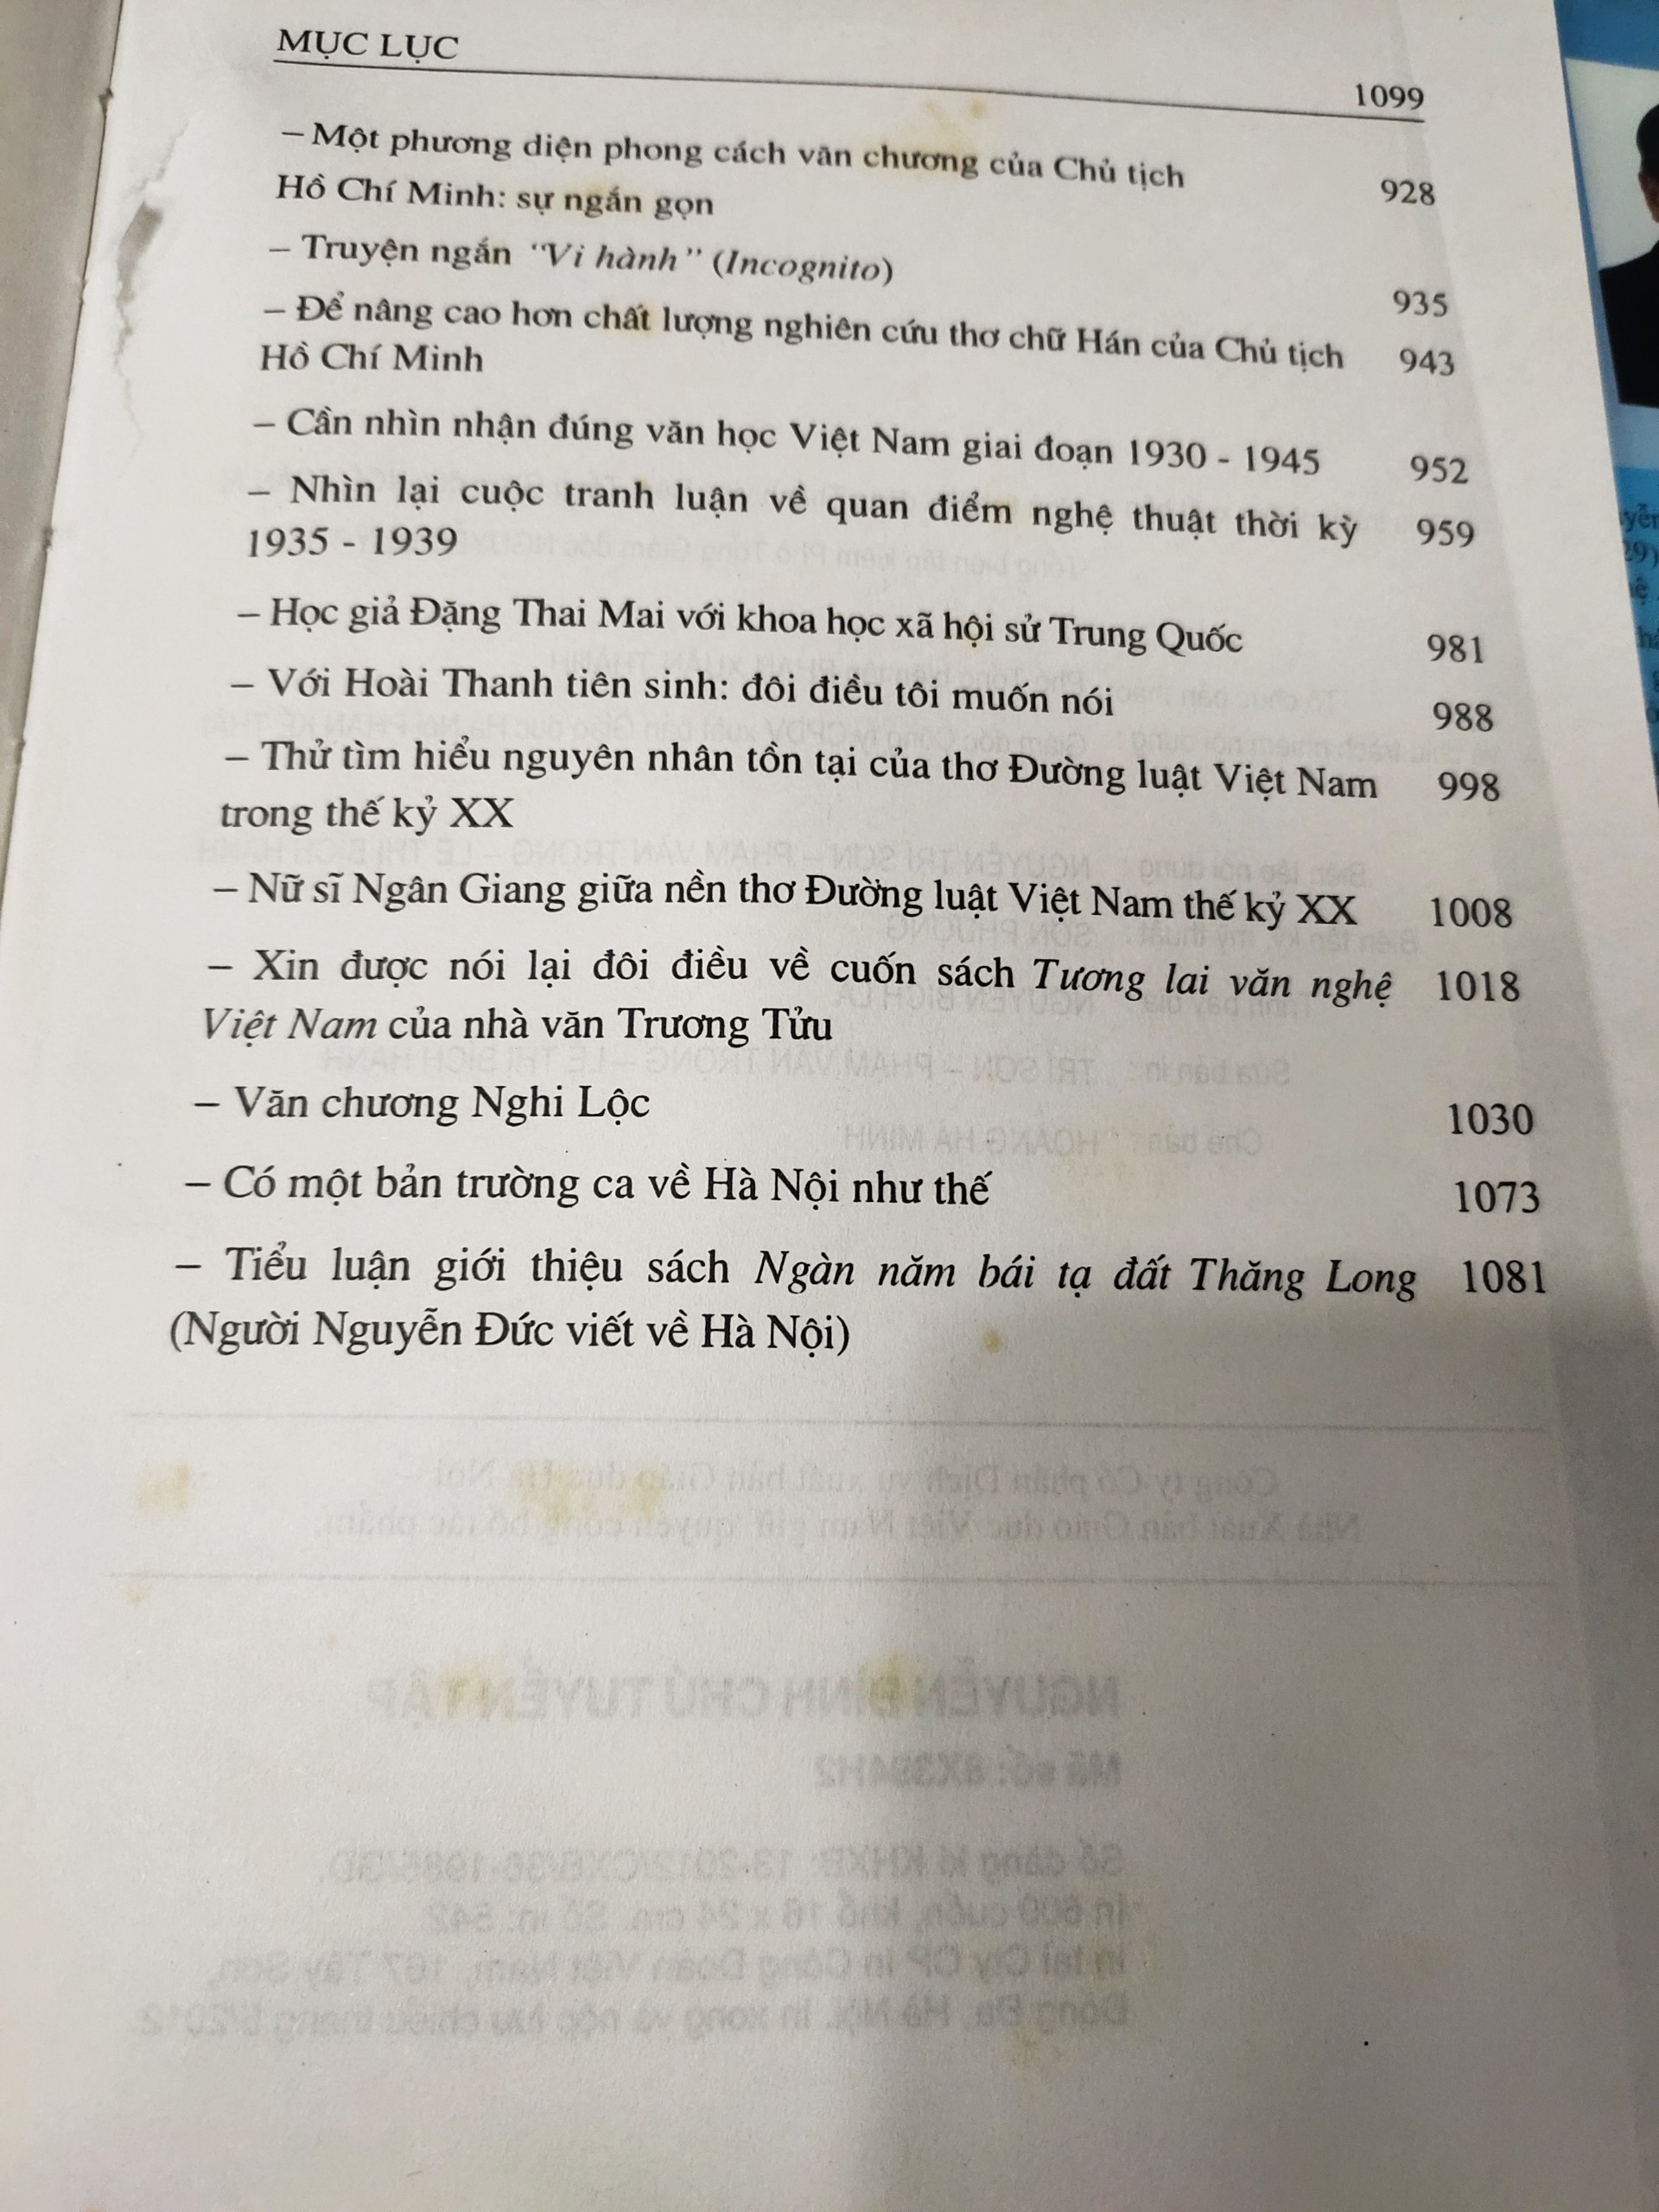 MỤC LỤC
1099
– Một phương diện phong cách văn chương của Chủ tịch
Hồ Chí Minh: sự ngắn gọn
928
– Truyện ngắn “Vi hành” (Incognito)
935
– Để nâng cao hơn chất lượng nghiên cứu thơ chữ Hán của Chủ tịch 943
Hồ Chí Minh
– Cần nhìn nhận đúng văn học Việt Nam giai đoạn 1930 - 1945 952
– Nhìn lại cuộc tranh luận về quan điểm nghệ thuật thời kỳ 959
1935 - 1939
– Học giả Đặng Thai Mai với khoa học xã hội sử Trung Quốc 981
– Với Hoài Thanh tiên sinh: đôi điều tôi muốn nói 988
– Thử tìm hiểu nguyên nhân tồn tại của thơ Đường luật Việt Nam 998
trong thế kỷ XX
– Nữ sĩ Ngân Giang giữa nền thơ Đường luật Việt Nam thế kỷ XX 1008
– Xin được nói lại đôi điều về cuốn sách Tương lai văn nghệ 1018
Việt Nam của nhà văn Trương Tửu
– Văn chương Nghi Lộc 1030
– Có một bản trường ca về Hà Nội như thế 1073
– Tiểu luận giới thiệu sách Ngàn năm bái tạ đất Thăng Long 1081
(Người Nguyễn Đức viết về Hà Nội)
NGUYỄN ĐÌNH CHÚ TUYỂN TẬP